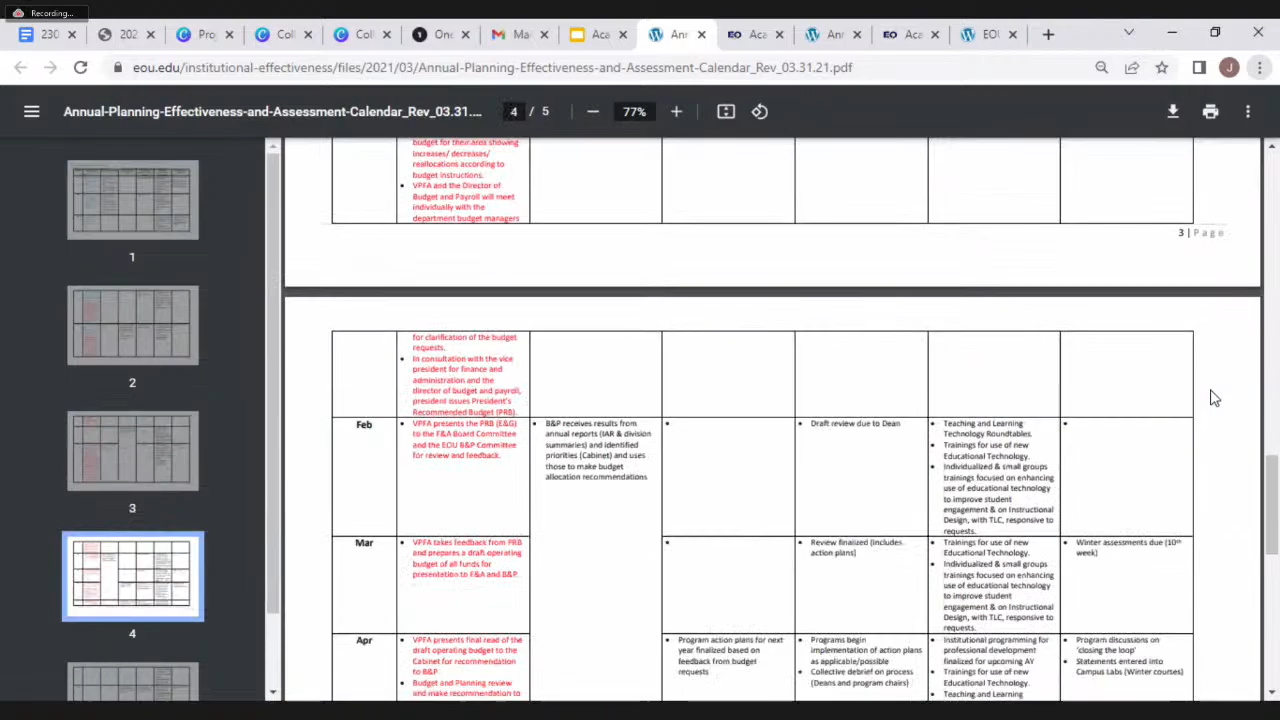 Recording...
230
202
Pro
Coll
Coll
On
Ma
Aca
Ann
EO Aca
Ann
EO Aca
EOU
eou.edu/institutional-effectiveness/files/2021/03/Annual-Planning-Effectiveness-and-Assessment-Calendar_Rev_03.31.21.pdf
J
Annual-Planning-Effectiveness-and-Assessment-Calendar_Rev_03.31....
4 / 5
77%
1
2
3
4
budget for their area showing
increases/ decreases/
reallocations according to
budget instructions.
• VPFA and the Director of
Budget and Payroll will meet
individually with the
department budget managers
3 | Page
for clarification of the budget
requests.
• In consultation with the vice
president for finance and
administration and the
director of budget and payroll,
president issues President's
Recommended Budget (PRB).
Feb
• VPFA presents the PRB (E&G)
to the F&A Board Committee
and the EOU B&P Committee
for review and feedback.
• B&P receives results from
annual reports (IAR & division
summaries) and identified
priorities (Cabinet) and uses
those to make budget
allocation recommendations
•
• Draft review due to Dean
• Teaching and Learning
Technology Roundtables.
• Trainings for use of new
Educational Technology.
• Individualized & small groups
trainings focused on enhancing
use of educational technology
to improve student
engagement & on Instructional
Design, with TLC, responsive to
requests.
•
Mar
• VPFA takes feedback from PRB
and prepares a draft operating
budget of all funds for
presentation to F&A and B&P.
•
• Review finalized (includes
action plans)
• Trainings for use of new
Educational Technology.
• Individualized & small groups
trainings focused on enhancing
use of educational technology
to improve student
engagement & on Instructional
Design, with TLC, responsive to
requests.
• Winter assessments due (10th
week)
Apr
• VPFA presents final read of the
draft operating budget to the
Cabinet for recommendation
to B&P.
• Budget and Planning review
and make recommendation to
• Program action plans for next
year finalized based on
feedback from budget
requests
• Programs begin
implementation of action plans
as applicable/possible
• Collective debrief on process
(Deans and program chairs)
• Institutional programming for
professional development
finalized for upcoming AY
• Trainings for use of new
Educational Technology.
• Teaching and Learning
• Program discussions on
'closing the loop'
• Statements entered into
Campus Labs (Winter courses)